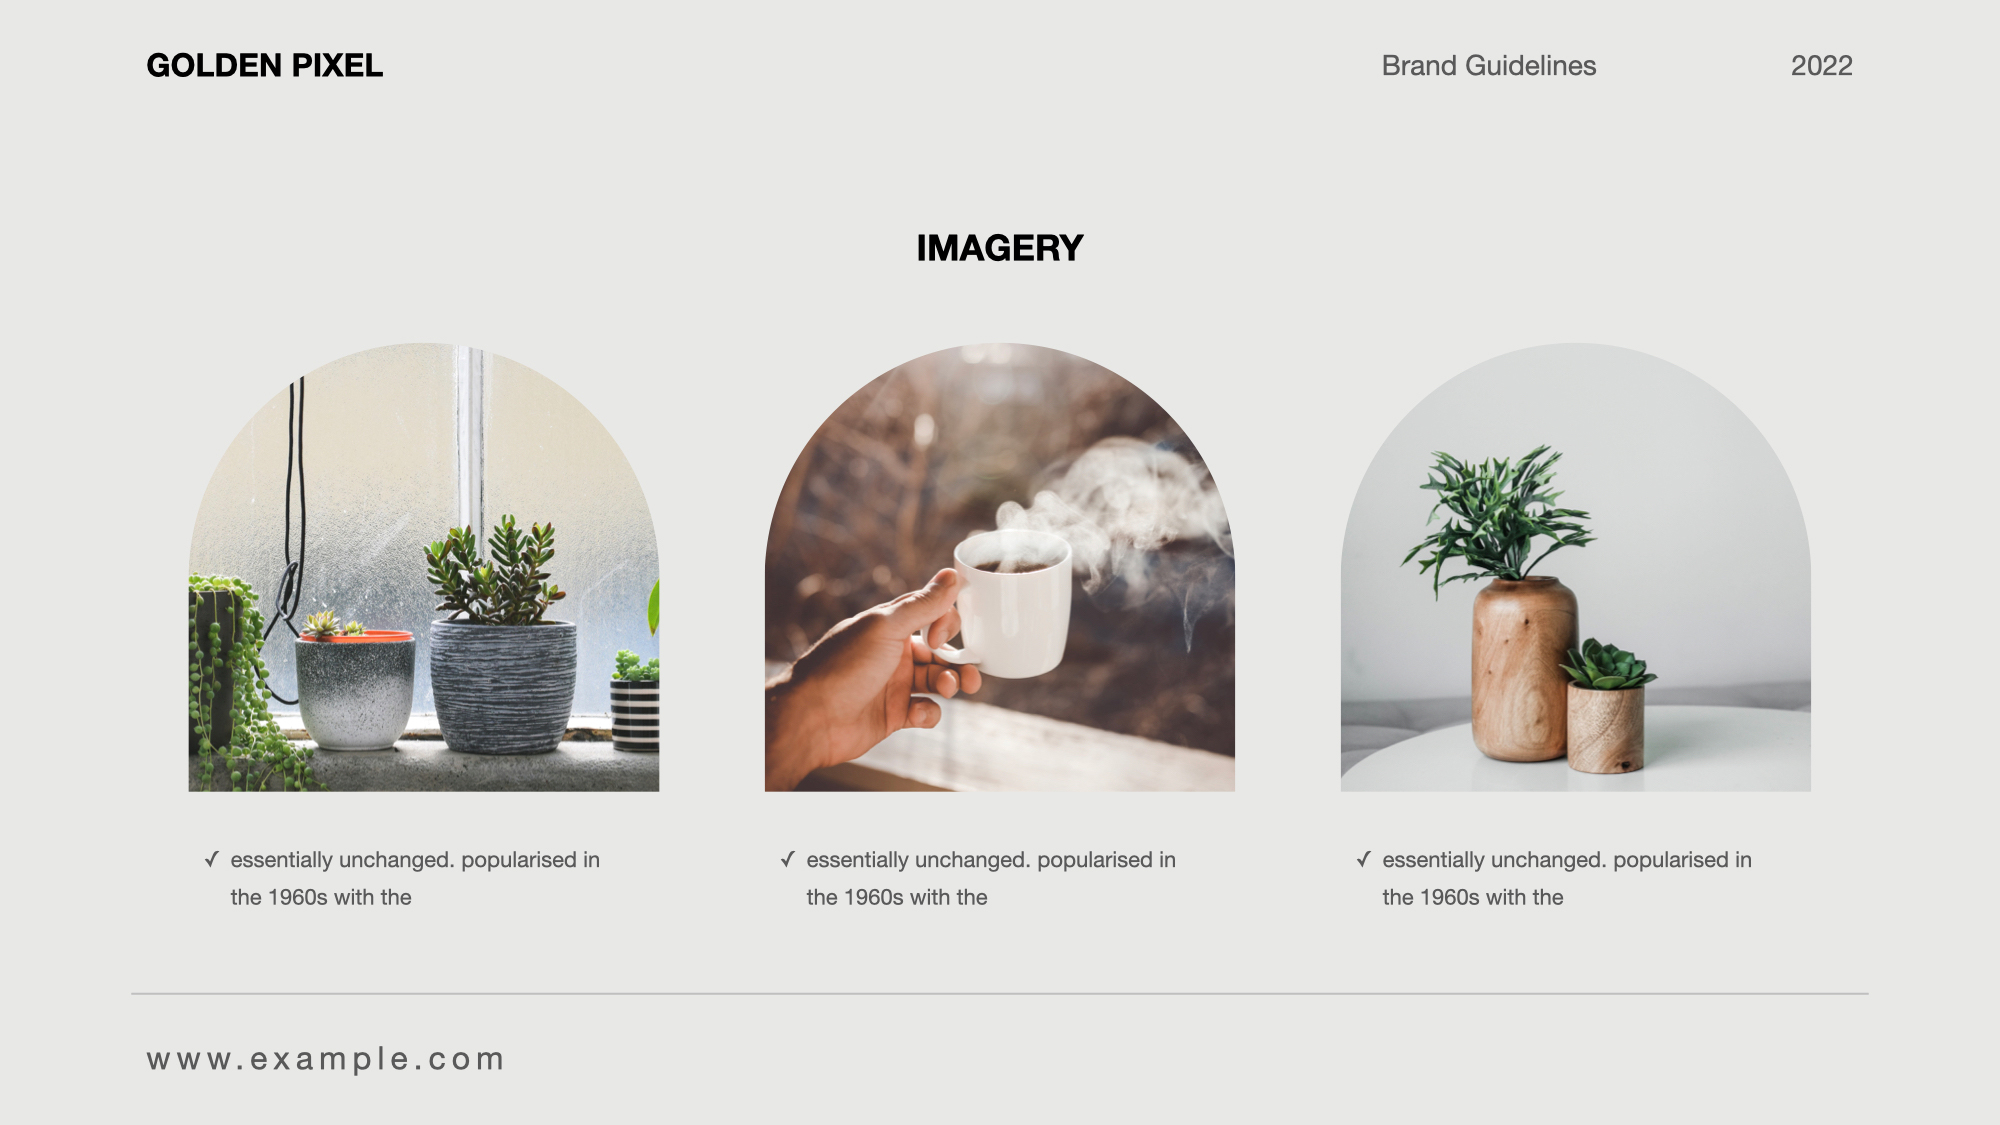 GOLDEN PIXEL
Brand Guidelines
2022
IMAGERY
✓ essentially unchanged. popularised in
the 1960s with the
✓ essentially unchanged. popularised in
the 1960s with the
✓ essentially unchanged. popularised in
the 1960s with the
www.example.com